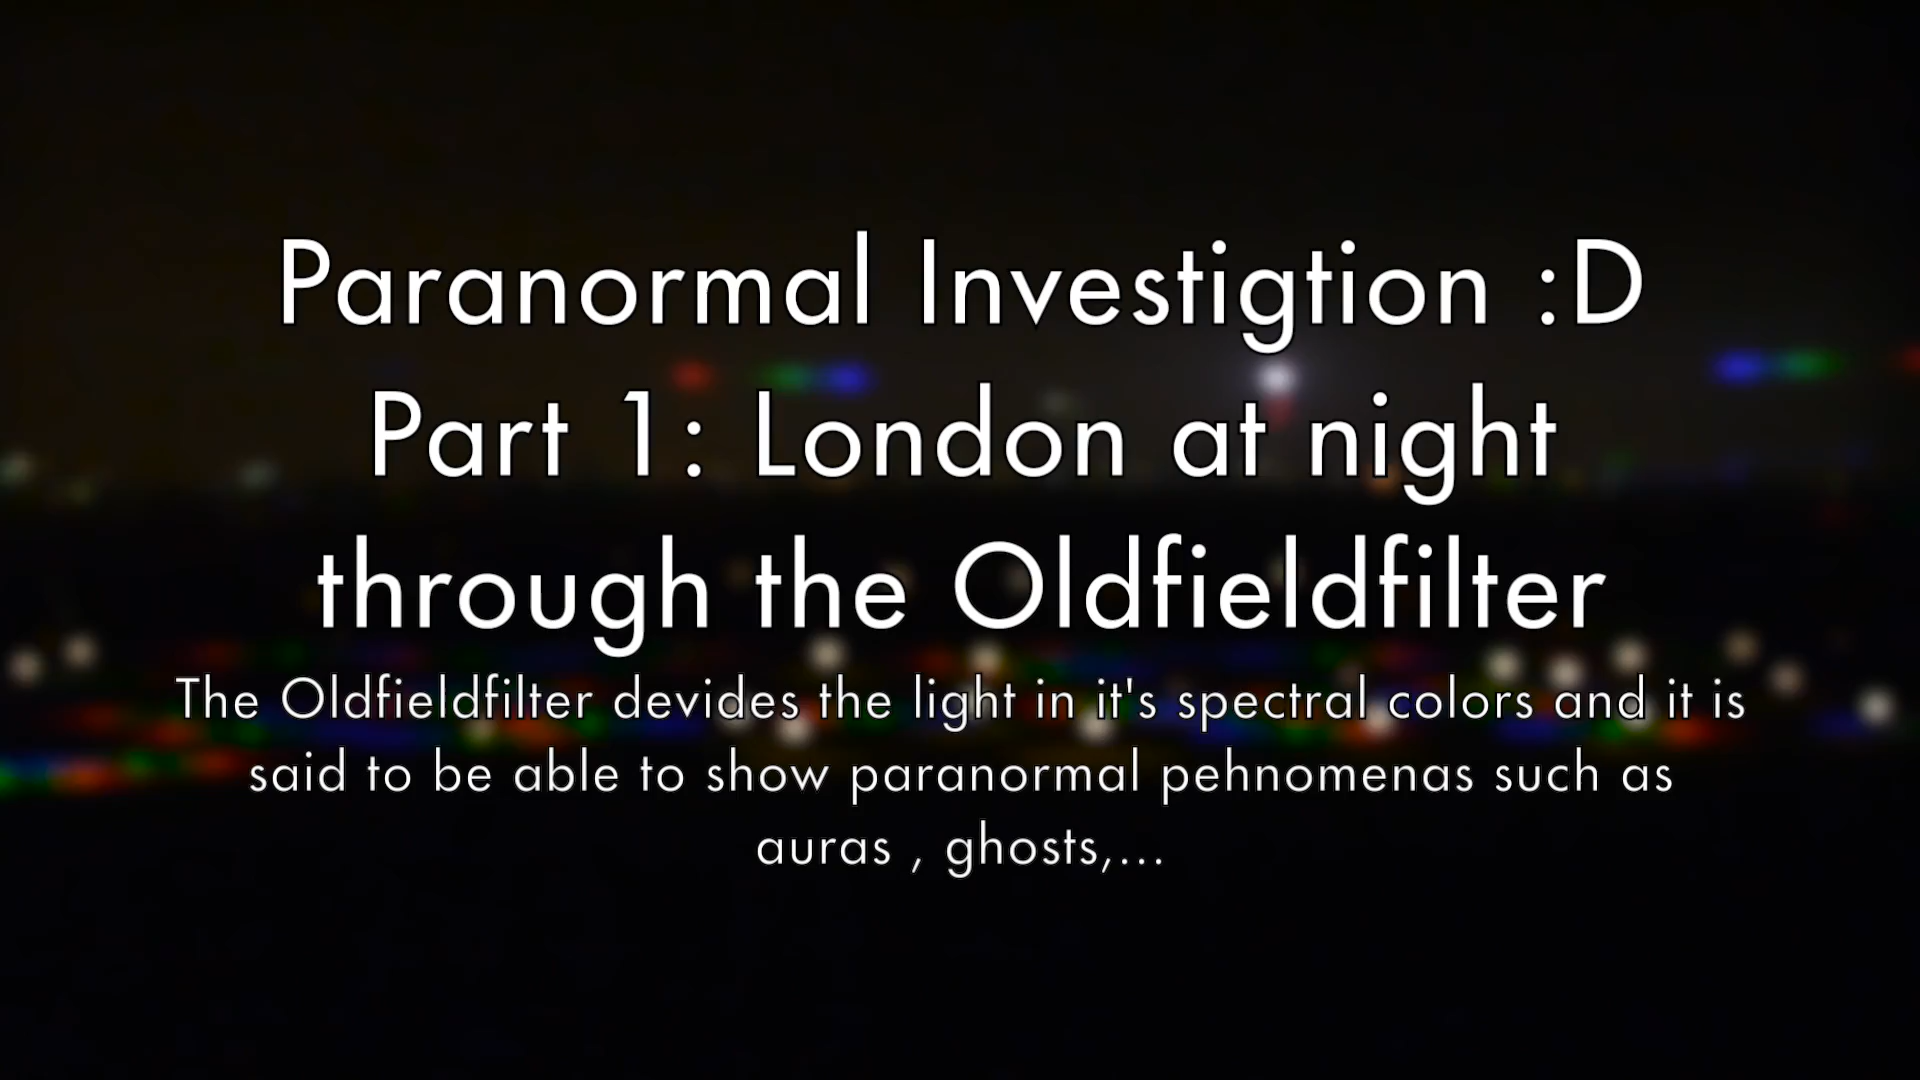 Paranormal Investigtion :D
Part 1: London at night
through the Oldfieldfilter
The Oldfieldfilter devides the light in it's spectral colors and it is
said to be able to show paranormal pehnomenas such as
auras , ghosts,...